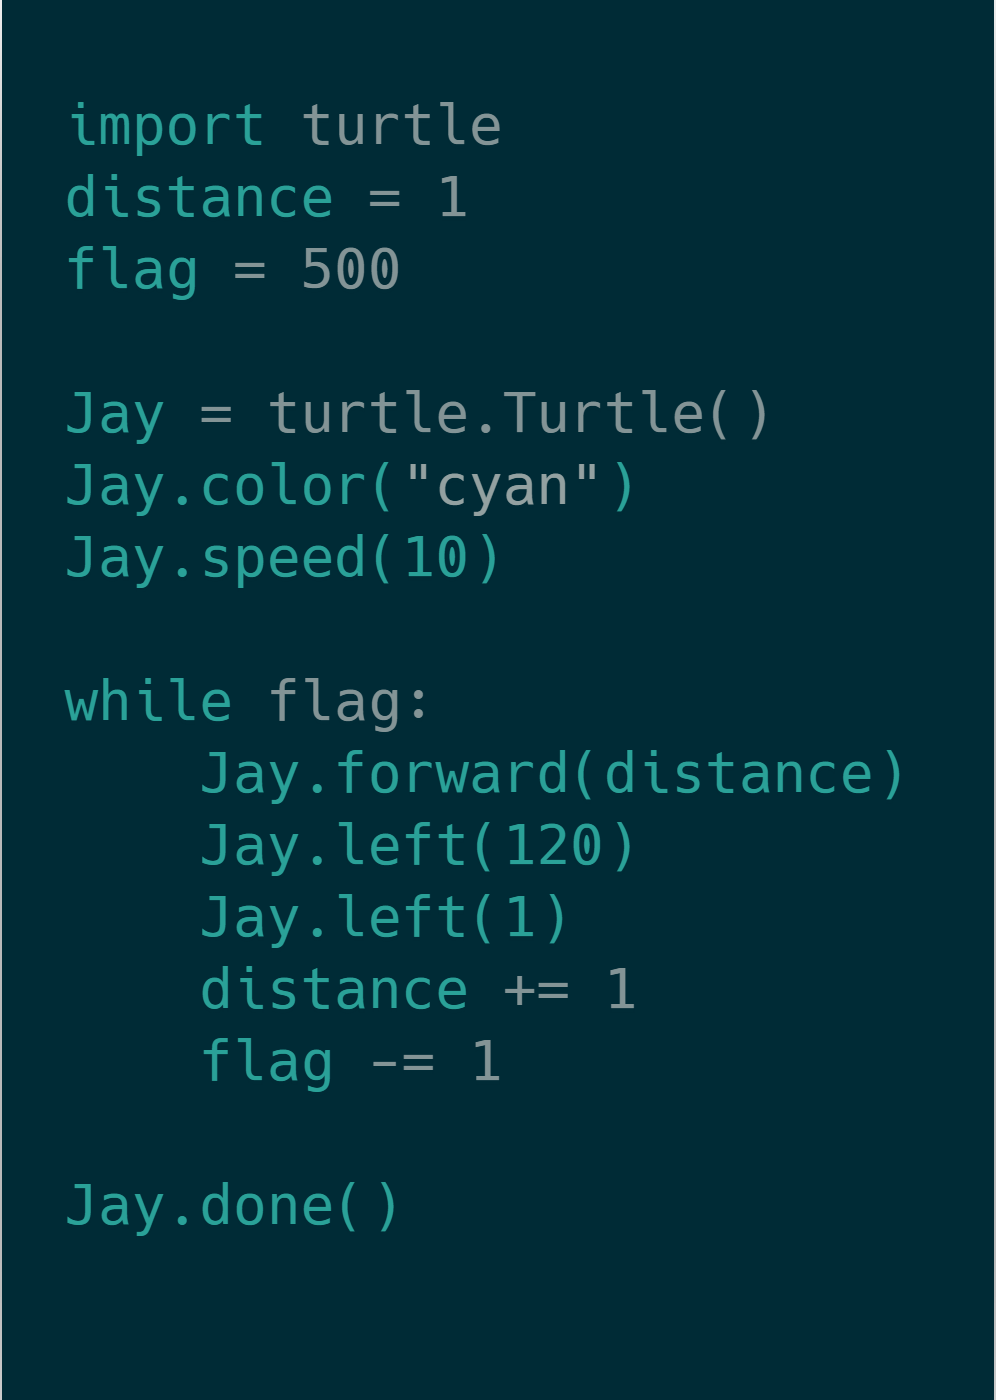 import turtle
distance = 1
flag = 500

Jay = turtle.Turtle()
Jay.color("cyan")
Jay.speed(10)

while flag:
    Jay.forward(distance)
    Jay.left(120)
    Jay.left(1)
    distance += 1
    flag -= 1

Jay.done()